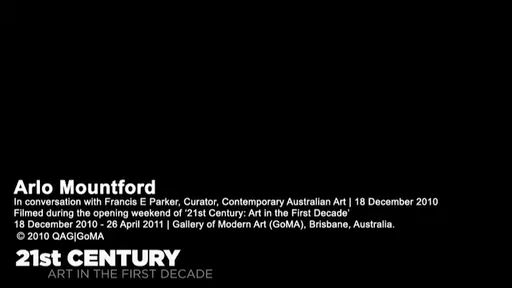 Arlo Mountford
In conversation with Francis E Parker, Curator, Contemporary Australian Art | 18 December 2010
Filmed during the opening weekend of '21st Century: Art in the First Decade'
18 December 2010 - 26 April 2011 | Gallery of Modern Art (GoMA), Brisbane, Australia.
© 2010 QAG|GoMA
21st CENTURY
ART IN THE FIRST DECADE